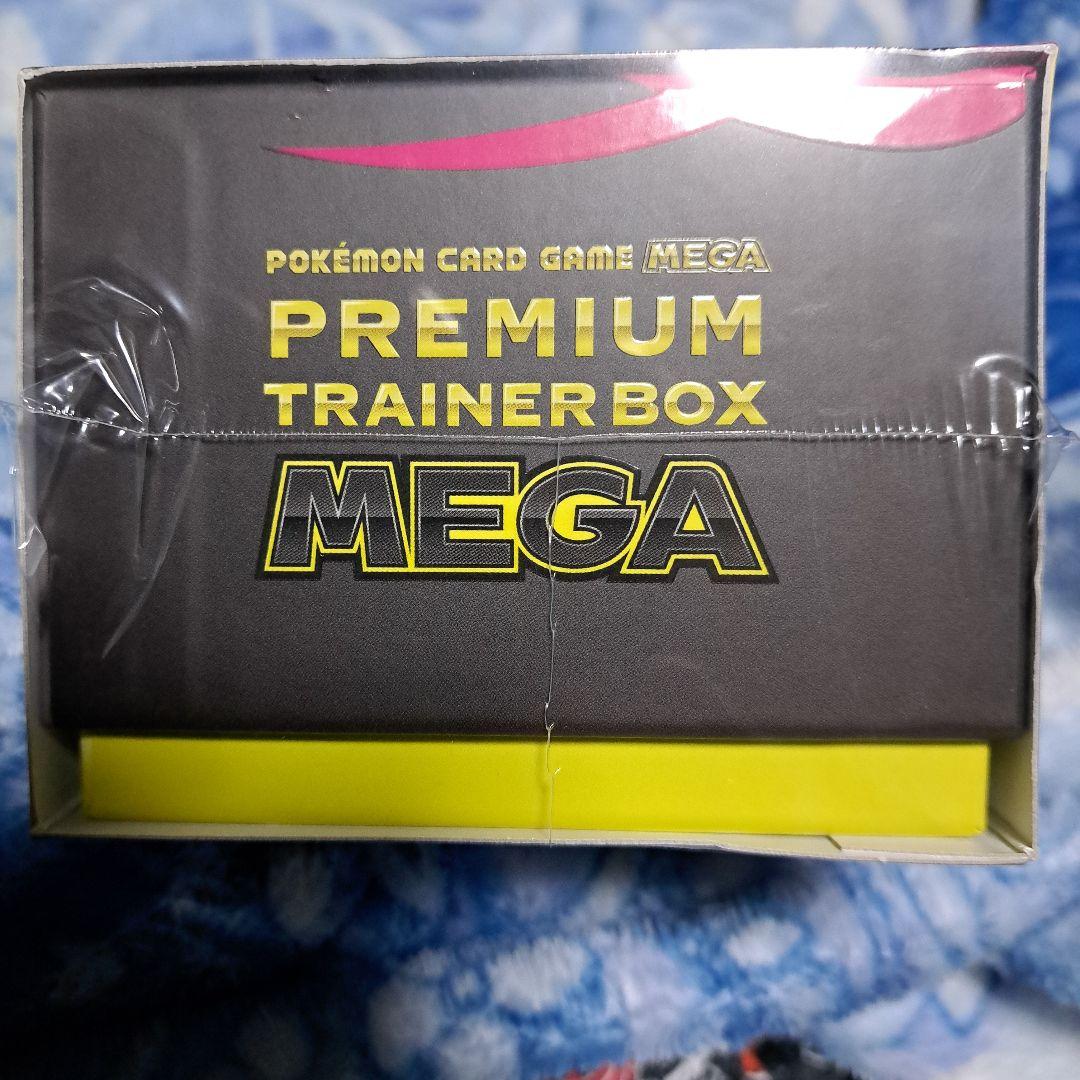 POKÉMON CARD GAME MEGA
PREMIUM
TRAINER BOX
MEGA